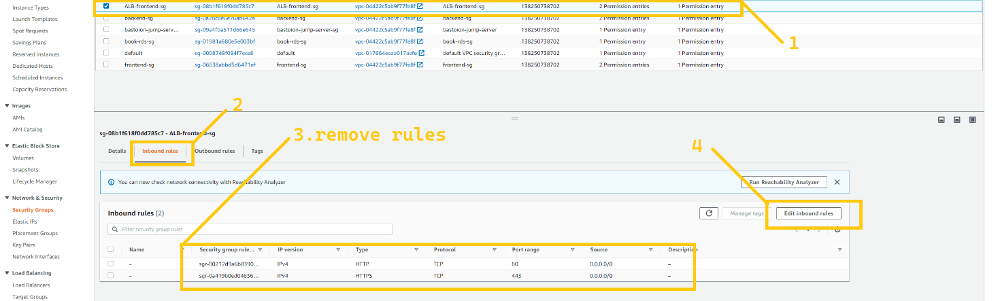 Instance Types
Launch Templates
Spot Requests
Savings Plans
Reserved Instances
Dedicated Hosts
Scheduled Instances
Capacity Reservations
Images
AMIs
AMI Catalog
Elastic Block Store
Volumes
Snapshots
Lifecycle Manager
Network & Security
Security Groups
Elastic IPs
Placement Groups
Key Pairs
Network Interfaces
Load Balancing
Load Balancers
Target Groups
ALB-frontend-sg sg-08b1f618f0dd785c7 ALB-frontend-sg vpc-04422c5ab9f77fe8f ALB-frontend-sg 138250738702 2 Permission entries 1 Permission entry
backend-sg sg-0a28c8e6e76ab642a backend-sg vpc-04422c5ab9f77fe8f backend-sg 138250738702 1 Permission entry 1 Permission entry
bastoion-jump-serv... sg-09e4fba511d66e645 bastoion-jump-server-sg vpc-04422c5ab9f77fe8f bastoion-jump-server 138250738702 1 Permission entry 1 Permission entry
book-rds-sg sg-01981a680e5e003bf book-rds-sg vpc-04422c5ab9f77fe8f book-rds-sg 138250738702 1 Permission entry 1 Permission entry
default sg-0008749f094f7ece8 default vpc-017664eeaa017aefe default VPC security gr... 138250738702 1 Permission entry 1 Permission entry
frontend-sg sg-06638abbd5d6471ef frontend-sg vpc-04422c5ab9f77fe8f frontend-sg 138250738702 2 Permission entries 1 Permission entry
1
2
3.remove rules
4
sg-08b1f618f0dd785c7 - ALB-frontend-sg
Details Inbound rules Outbound rules Tags
You can now check network connectivity with Reachability Analyzer Run Reachability Analyzer
Inbound rules (2) Manage tags Edit inbound rules
Filter security group rules
Name Security group rule... IP version Type Protocol Port range Source Description
– sgr-00212d9a6b8390... IPv4 HTTP TCP 80 0.0.0.0/0 –
– sgr-0a419b0ed04636... IPv4 HTTPS TCP 443 0.0.0.0/0 –